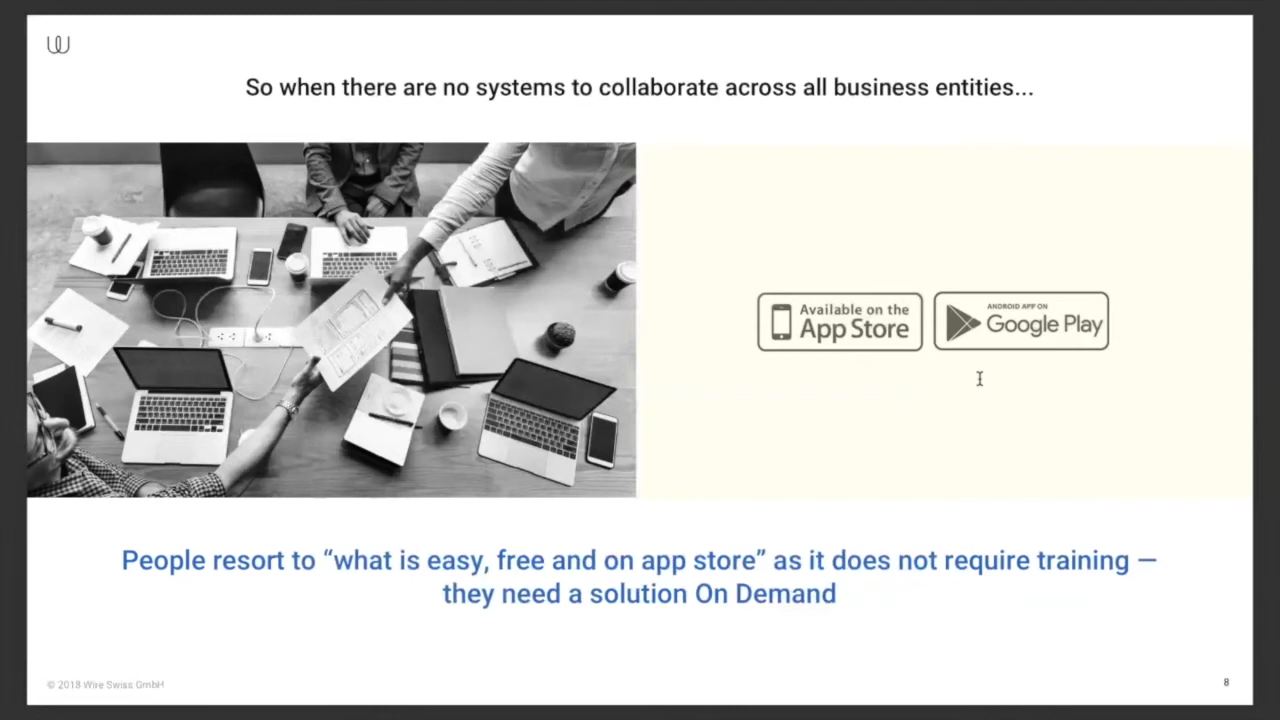 So when there are no systems to collaborate across all business entities...
Available on the
App Store
ANDROID APP ON
Google Play
People resort to “what is easy, free and on app store” as it does not require training —
they need a solution On Demand
© 2018 Wire Swiss GmbH
8